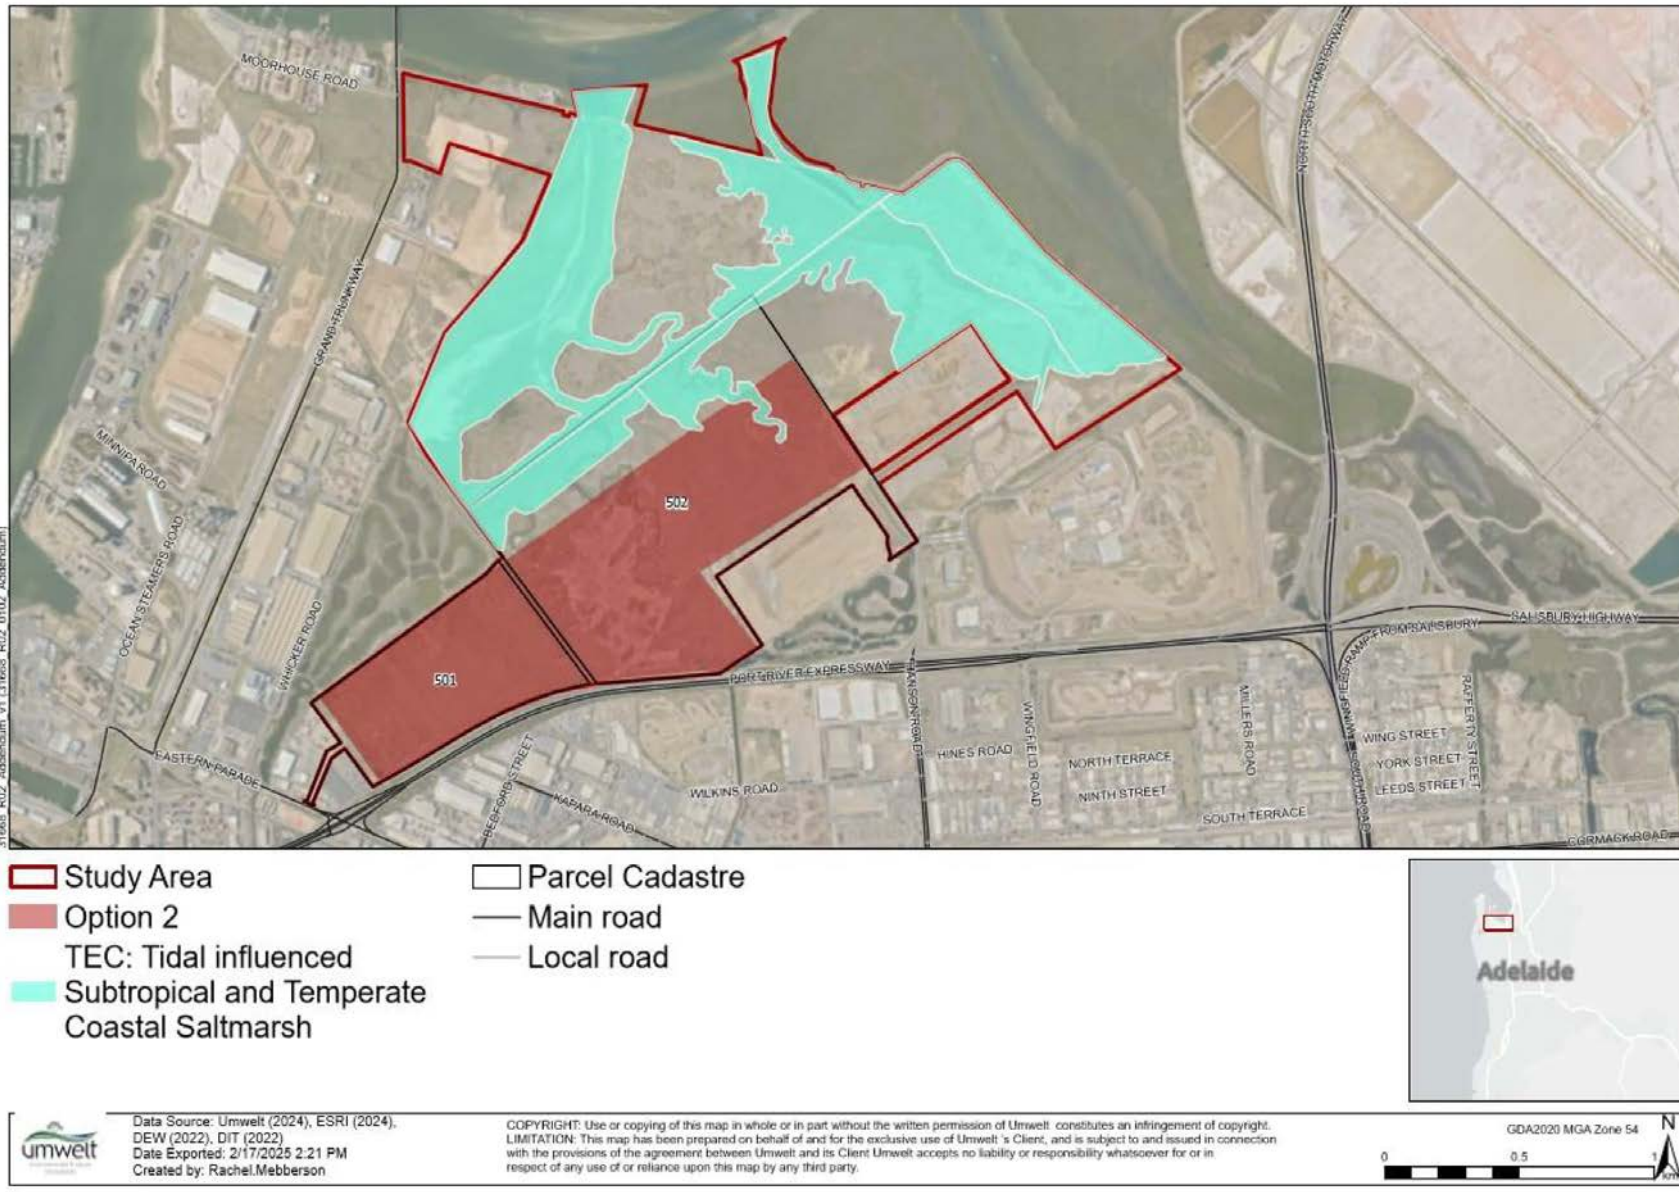 MOORHOUSE ROAD
NORTH SOUTH MOTORWAY
GRAND TRUNKWAY
MINNIPA ROAD
OCEAN STEAMERS ROAD
WHICKER ROAD
502
501
EASTERN PARADE
BEDFORD STREET
KAPARA ROAD
WILKINS ROAD
PORT RIVER EXPRESSWAY
HANSON ROAD
HINES ROAD
WINGFIELD ROAD
NORTH TERRACE
NINTH STREET
MILLERS ROAD
SOUTH TERRACE
SALISBURY HIGHWAY
RAFFERTY STREET
WING STREET
YORK STREET
LEEDS STREET
CORMACK ROAD
Study Area
Option 2
TEC: Tidal influenced
Subtropical and Temperate
Coastal Saltmarsh
Parcel Cadastre
Main road
Local road
Adelaide
umwelt
Data Source: Umwelt (2024), ESRI (2024),
DEW (2022), DIT (2022)
Date Exported: 2/17/2025 2:21 PM
Created by: Rachel.Mebberson
COPYRIGHT: Use or copying of this map in whole or in part without the written permission of Umwelt constitutes an infringement of copyright.
LIMITATION: This map has been prepared on behalf of and for the exclusive use of Umwelt 's Client, and is subject to and issued in connection
with the provisions of the agreement between Umwelt and its Client Umwelt accepts no liability or responsibility whatsoever for or in
respect of any use of or reliance upon this map by any third party.
GDA2020 MGA Zone 54
N
0 0.5 1
km